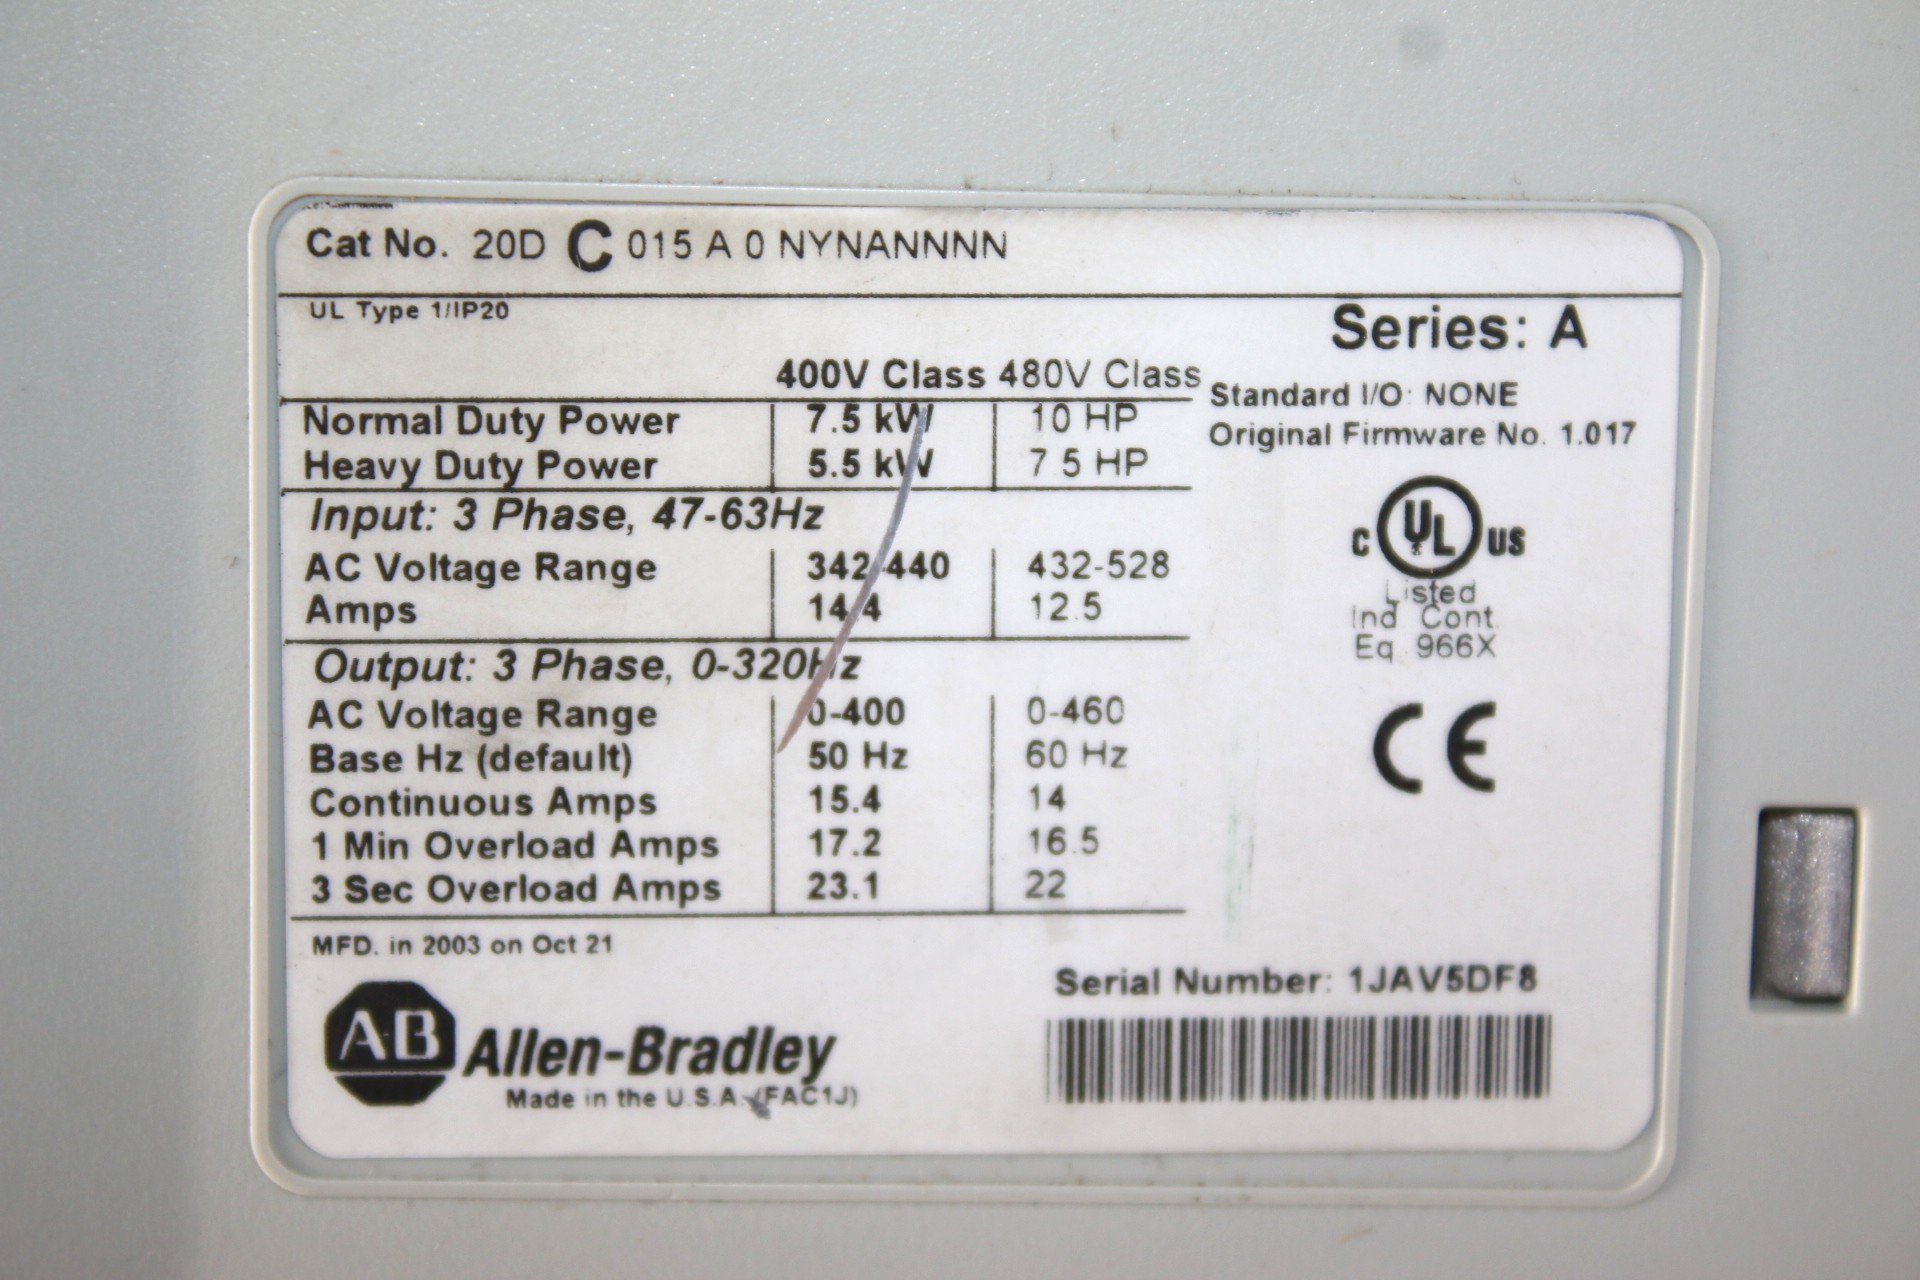 Cat No. 20D C 015 A 0 NYNANNNN
UL Type 1/IP20
Series: A
400V Class 480V Class
Standard I/O: NONE
Original Firmware No. 1.017
Normal Duty Power 7.5 kW 10 HP
Heavy Duty Power 5.5 kW 7.5 HP
Input: 3 Phase, 47-63Hz
AC Voltage Range 342-440 432-528
Amps 14.4 12.5
Output: 3 Phase, 0-320Hz
AC Voltage Range 0-400 0-460
Base Hz (default) 50 Hz 60 Hz
Continuous Amps 15.4 14
1 Min Overload Amps 17.2 16.5
3 Sec Overload Amps 23.1 22
C UL US
Listed
Ind Cont
Eq 966X
CE
MFD. in 2003 on Oct 21
Serial Number: 1JAV5DF8
A-B Allen-Bradley
Made in the U.S.A. (FAC1J)